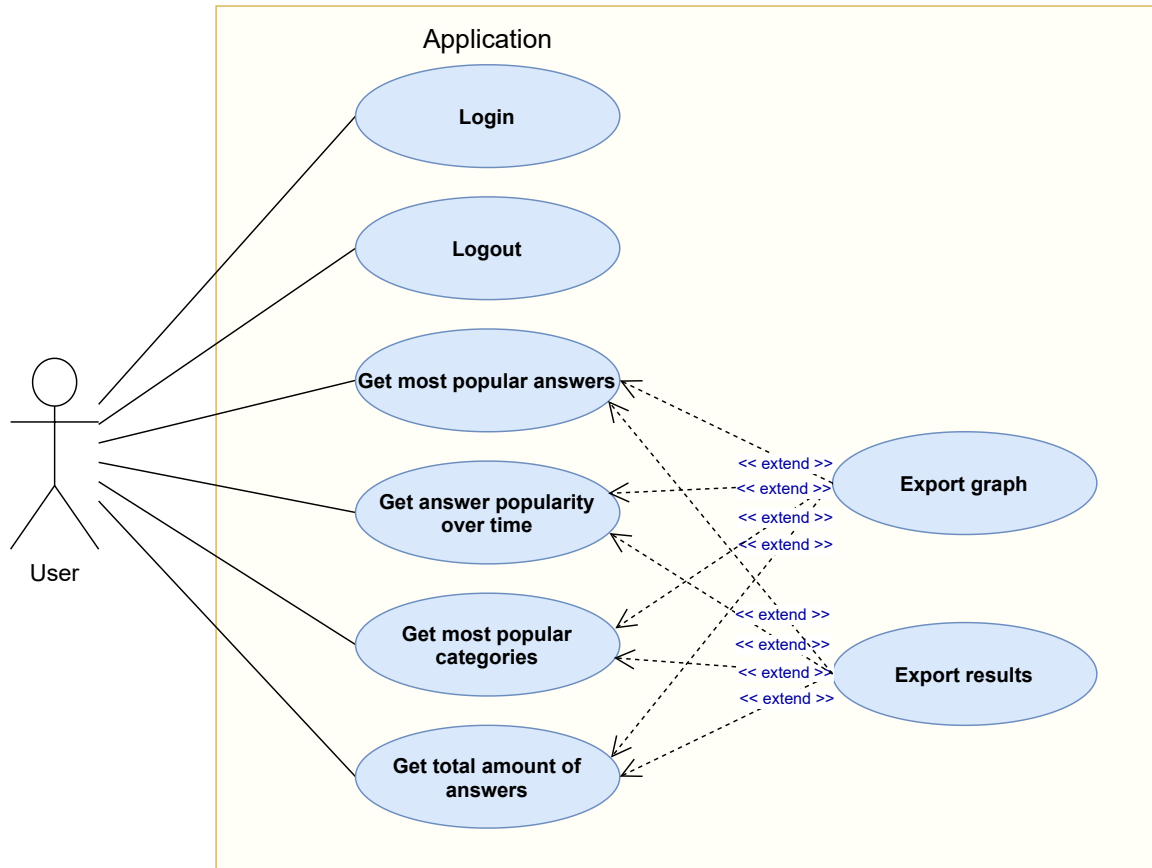 Application
Login
Logout
Get most popular answers
<< extend >>
Export graph
Get answer popularity
over time
<< extend >>
<< extend >>
<< extend >>
User
<< extend >>
Get most popular
categories
<< extend >>
<< extend >>
Export results
<< extend >>
Get total amount of
answers